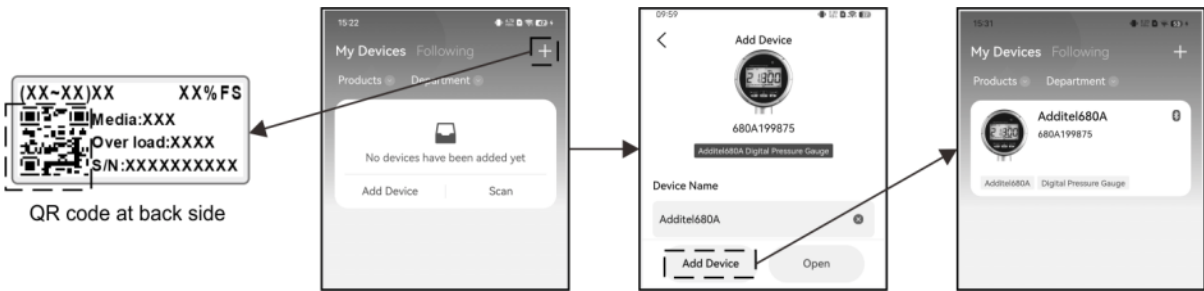 (XX~XX)XX XX%FS
Media:XXX
Over load:XXXX
S/N:XXXXXXXXXX
QR code at back side
15:22
My Devices Following +
Products Department
No devices have been added yet
Add Device Scan
09:59
Add Device
21800
680A199875
Additel680A Digital Pressure Gauge
Device Name
Additel680A
Add Device Open
15:31
My Devices Following +
Products Department
Additel680A
680A199875
Additel680A Digital Pressure Gauge